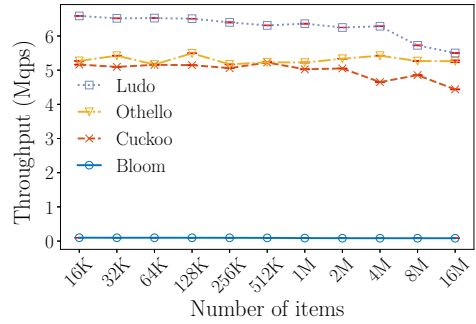 Throughput (Mqps)
6
5
4
3
2
1
0
Ludo
Othello
Cuckoo
Bloom
16K 32K 64K 128K 256K 512K 1M 2M 4M 8M 16M
Number of items